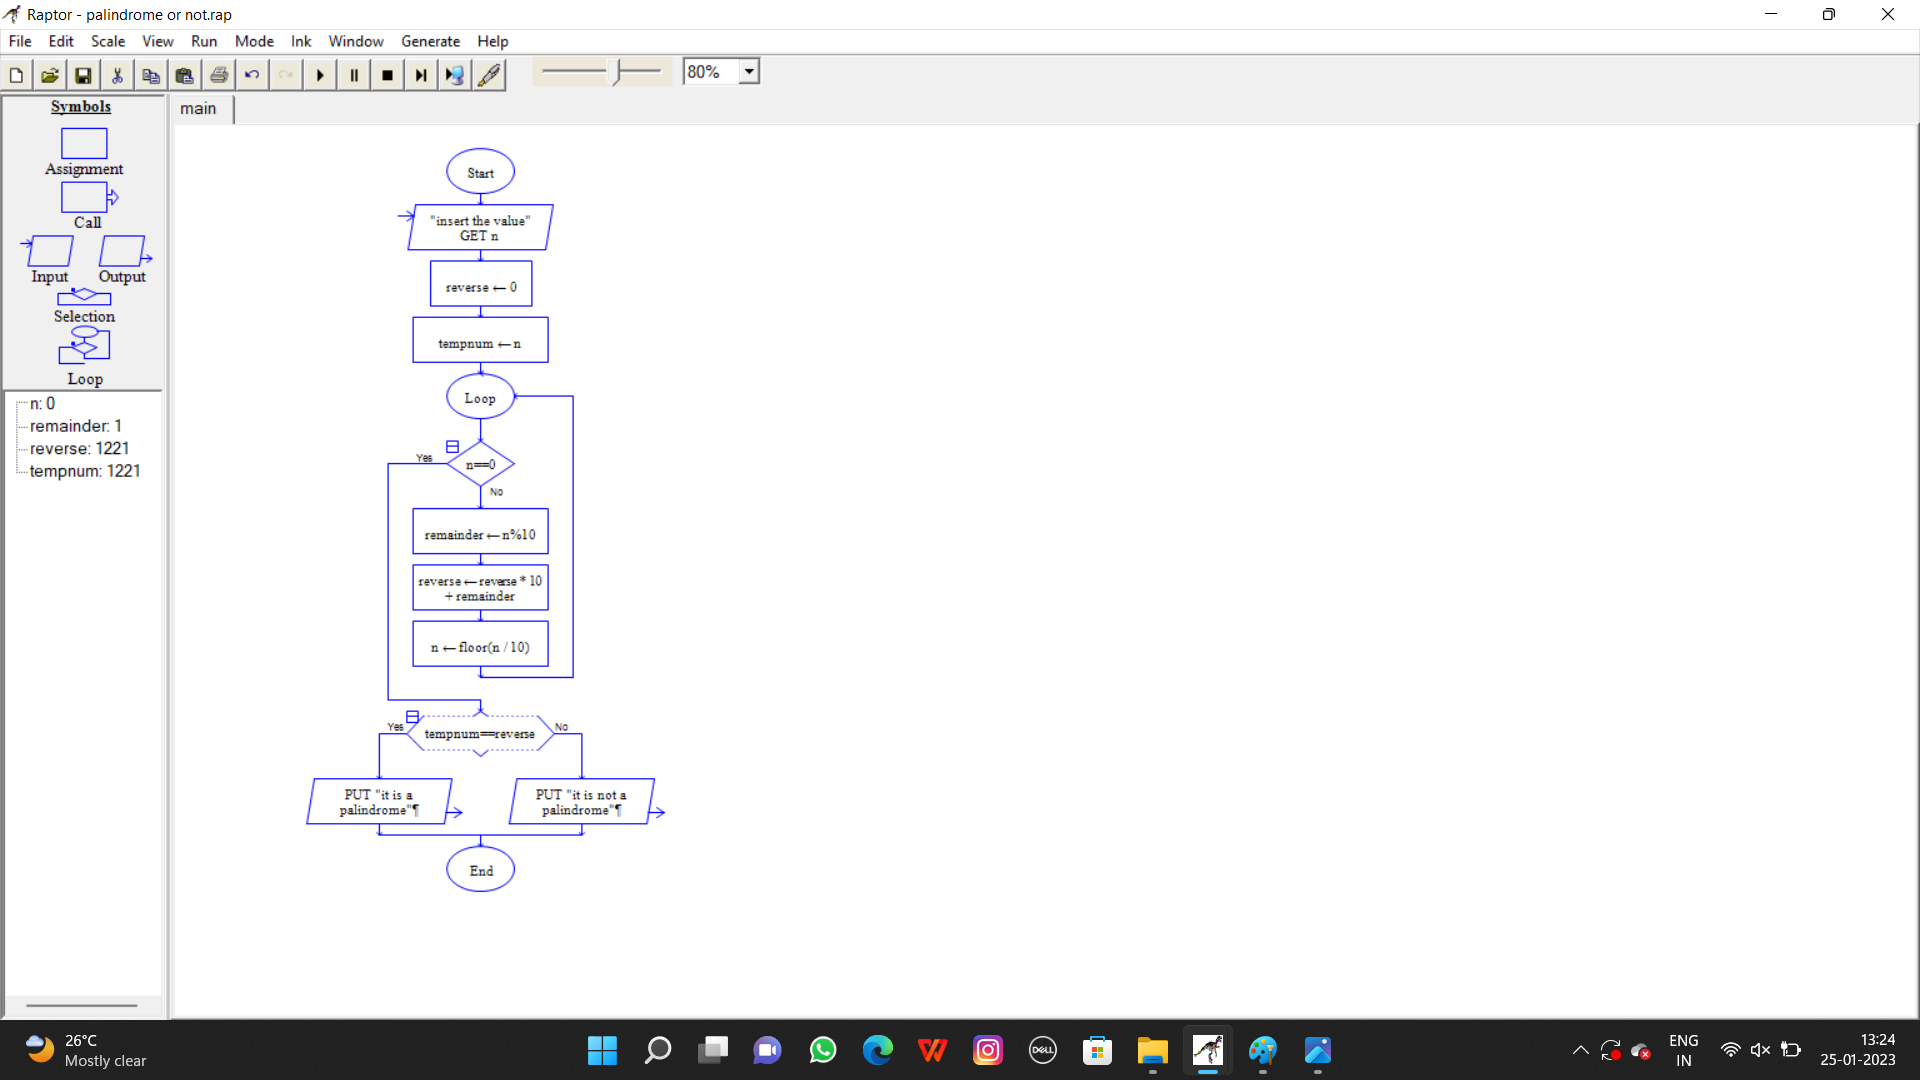 Raptor - palindrome or not.rap
File Edit Scale View Run Mode Ink Window Generate Help
80%
Symbols
Assignment
Call
Input Output
Selection
Loop
n: 0
remainder: 1
reverse: 1221
tempnum: 1221
main
Start
"insert the value"
GET n
reverse ← 0
tempnum ← n
Loop
Yes
n==0
No
remainder ← n%10
reverse ← reverse * 10
+ remainder
n ← floor(n / 10)
Yes
tempnum==reverse
No
PUT "it is a
palindrome"¶
PUT "it is not a
palindrome"¶
End
26°C
Mostly clear
W
DELL
ENG
IN
13:24
25-01-2023